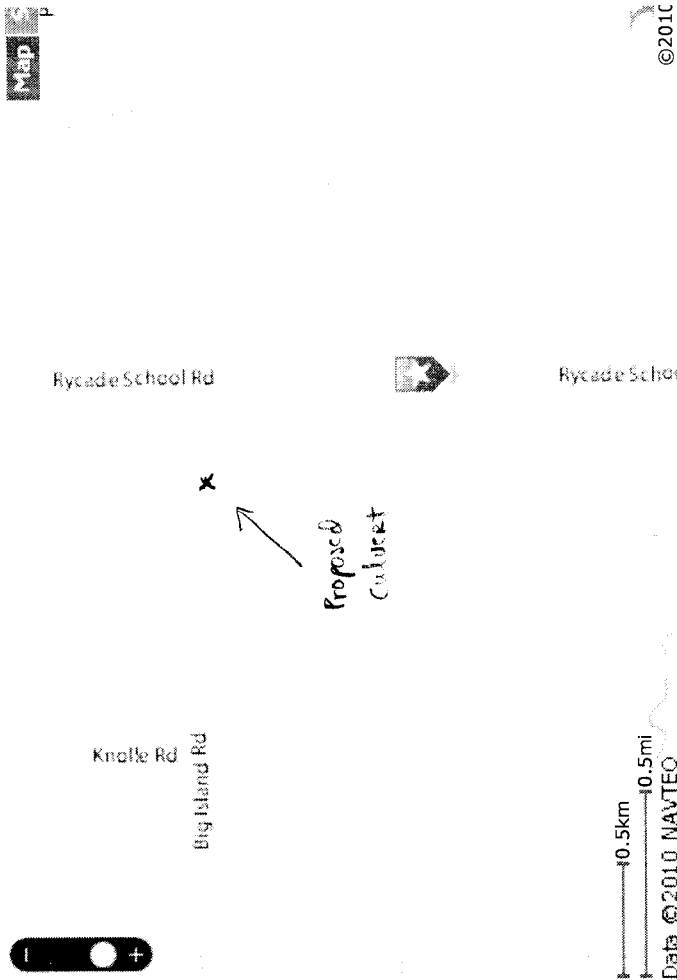 Map
Rycade School Rd
Rycade Schoo
x
Proposed
Culvert
Knolle Rd
Big Island Rd
-
+
0.5km
0.5mi
Data ©2010 NAVTEQ
©2010